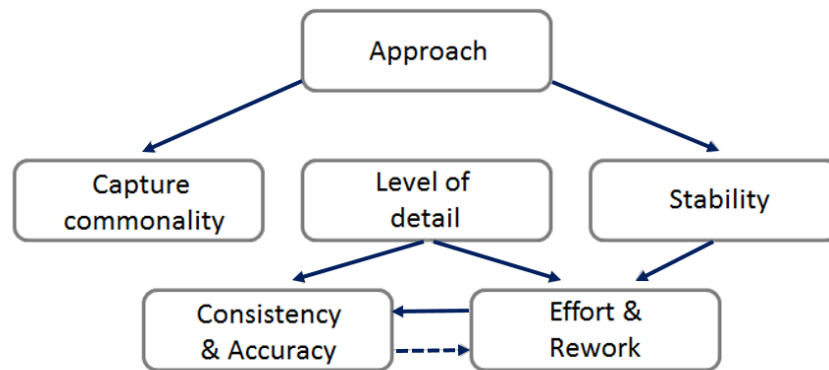 Approach
Capture
commonality
Level of
detail
Stability
Consistency
& Accuracy
Effort &
Rework